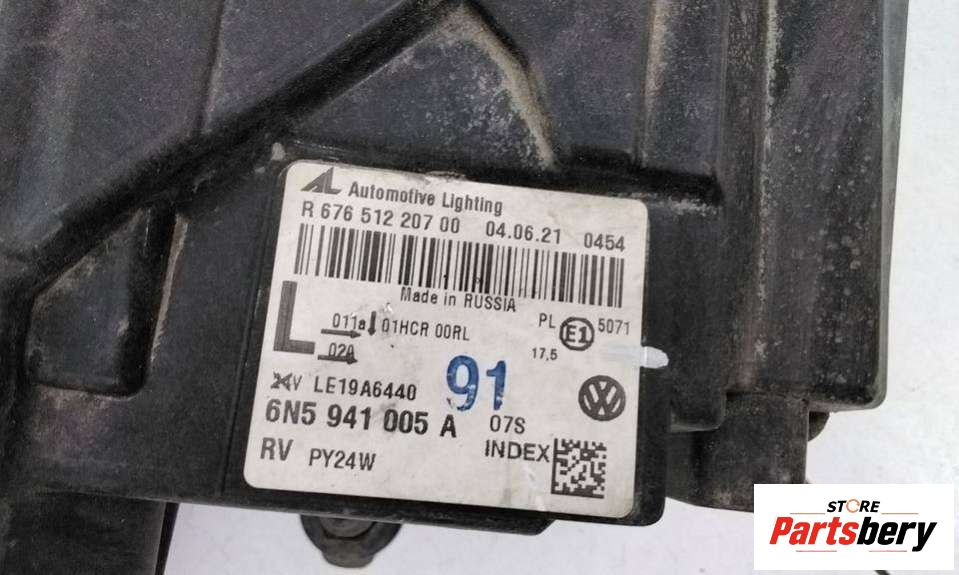 AL Automotive Lighting
R 676 512 207 00 04.06.21 0454
Made in RUSSIA
L
011a 01HCR 00RL
PL E1 5071
02A
17,5
LE19A6440
91
6N5 941 005 A 07S
INDEX
RV PY24W
STORE
Partsbery